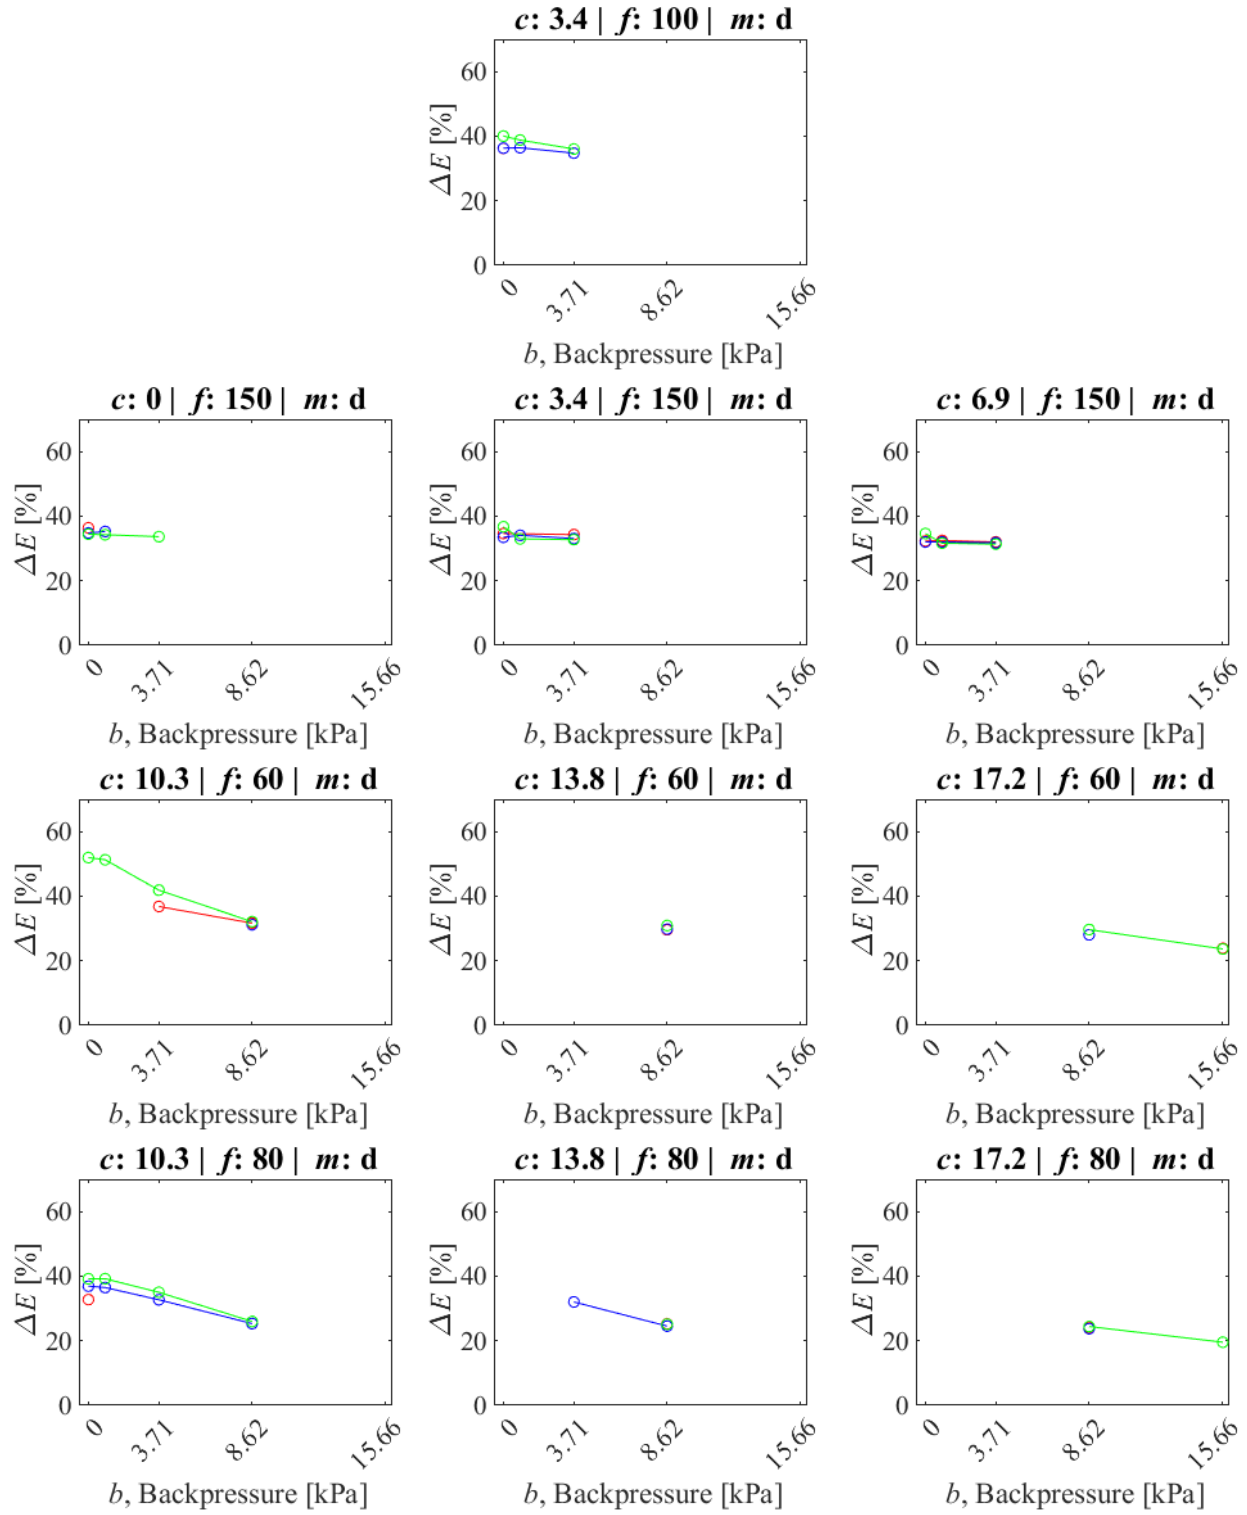 c: 3.4 | f: 100 | m: d
60
40
20
0
ΔE [%]
0 3.71 8.62 15.66
b, Backpressure [kPa]
c: 0 | f: 150 | m: d
60
40
20
0
ΔE [%]
0 3.71 8.62 15.66
b, Backpressure [kPa]
c: 3.4 | f: 150 | m: d
60
40
20
0
ΔE [%]
0 3.71 8.62 15.66
b, Backpressure [kPa]
c: 6.9 | f: 150 | m: d
60
40
20
0
ΔE [%]
0 3.71 8.62 15.66
b, Backpressure [kPa]
c: 10.3 | f: 60 | m: d
60
40
20
0
ΔE [%]
0 3.71 8.62 15.66
b, Backpressure [kPa]
c: 13.8 | f: 60 | m: d
60
40
20
0
ΔE [%]
0 3.71 8.62 15.66
b, Backpressure [kPa]
c: 17.2 | f: 60 | m: d
60
40
20
0
ΔE [%]
0 3.71 8.62 15.66
b, Backpressure [kPa]
c: 10.3 | f: 80 | m: d
60
40
20
0
ΔE [%]
0 3.71 8.62 15.66
b, Backpressure [kPa]
c: 13.8 | f: 80 | m: d
60
40
20
0
ΔE [%]
0 3.71 8.62 15.66
b, Backpressure [kPa]
c: 17.2 | f: 80 | m: d
60
40
20
0
ΔE [%]
0 3.71 8.62 15.66
b, Backpressure [kPa]